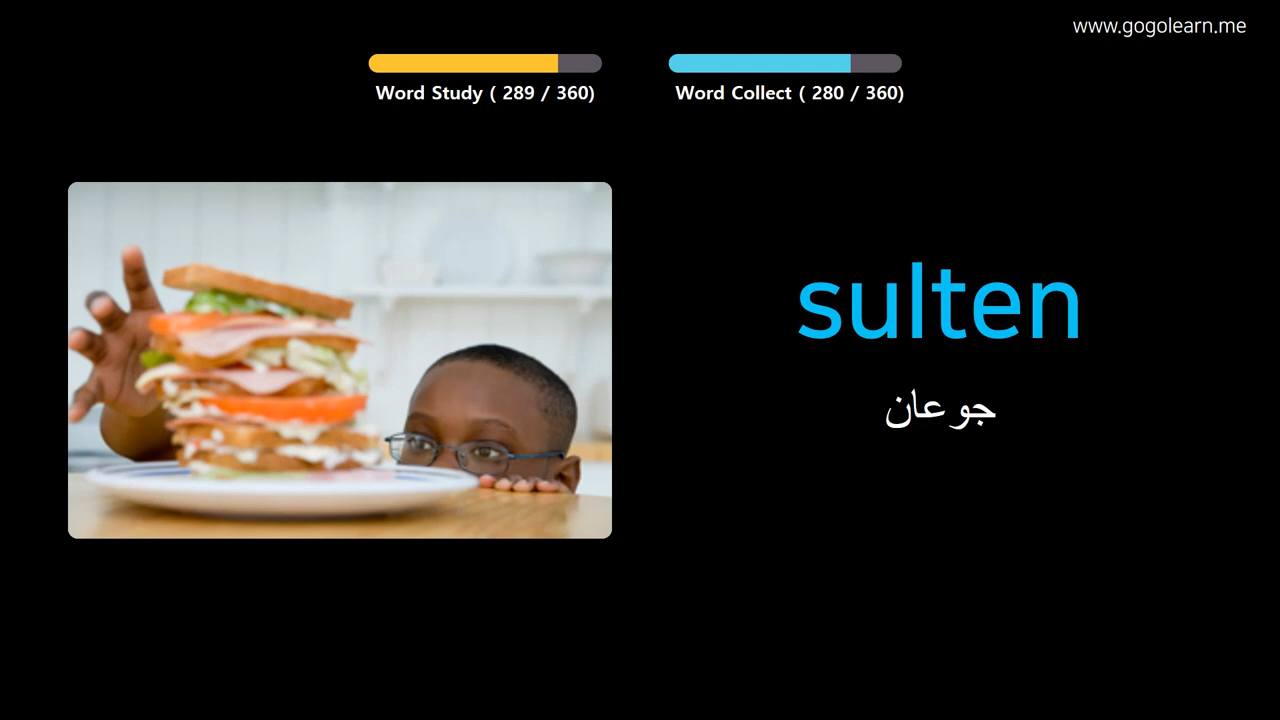 www.gogolearn.me
Word Study ( 289 / 360)
Word Collect ( 280 / 360)
sulten
جوعان